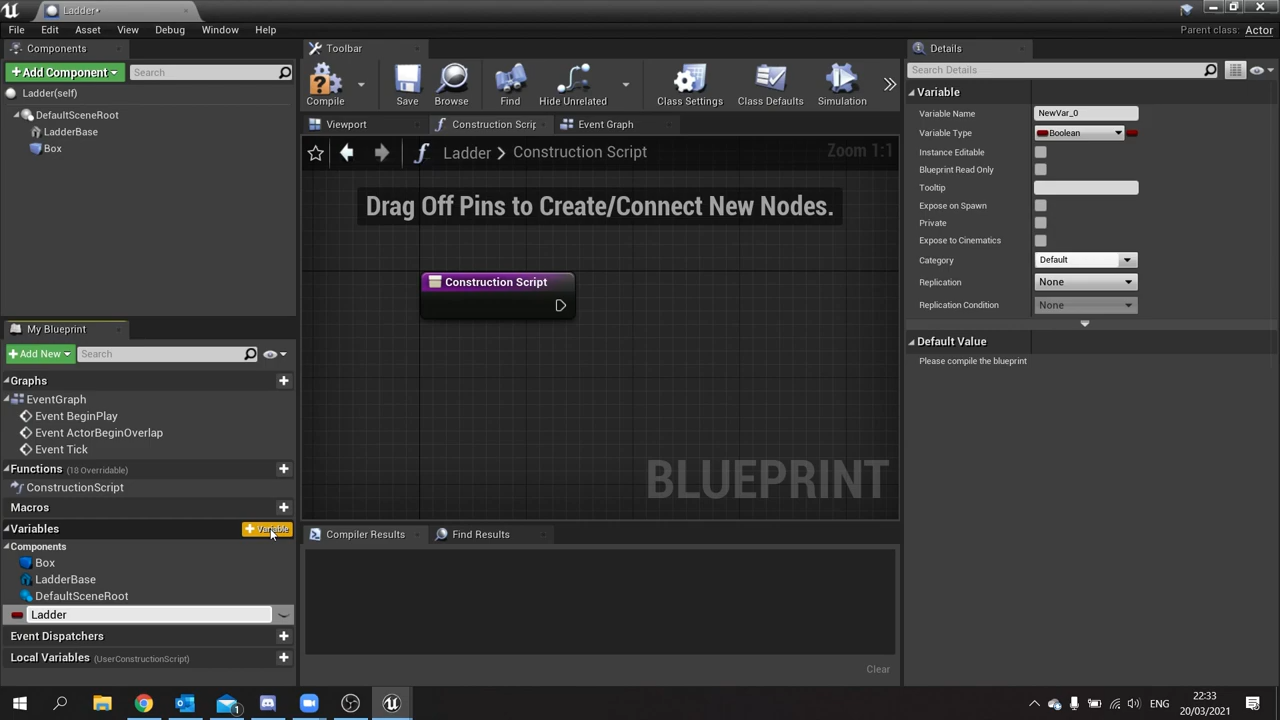 Ladder•
File Edit Asset View Debug Window Help
Parent class: Actor
Components
Toolbar
Details
Add Component
Search
Compile
Save
Browse
Find
Hide Unrelated
Class Settings
Class Defaults
Simulation
Search Details
Ladder(self)
DefaultSceneRoot
LadderBase
Box
Viewport
Construction Scrip
Event Graph
Ladder > Construction Script
Zoom 1:1
Drag Off Pins to Create/Connect New Nodes.
Construction Script
BLUEPRINT
Variable
Variable Name NewVar_0
Variable Type Boolean
Instance Editable
Blueprint Read Only
Tooltip
Expose on Spawn
Private
Expose to Cinematics
Category Default
Replication None
Replication Condition None
Default Value
Please compile the blueprint
My Blueprint
Add New
Search
Graphs
EventGraph
Event BeginPlay
Event ActorBeginOverlap
Event Tick
Functions (18 Overridable)
ConstructionScript
Macros
Variables
+ Variable
Components
Box
LadderBase
DefaultSceneRoot
Ladder
Event Dispatchers
Local Variables (UserConstructionScript)
Compiler Results
Find Results
Clear
1
ENG
22:33
20/03/2021